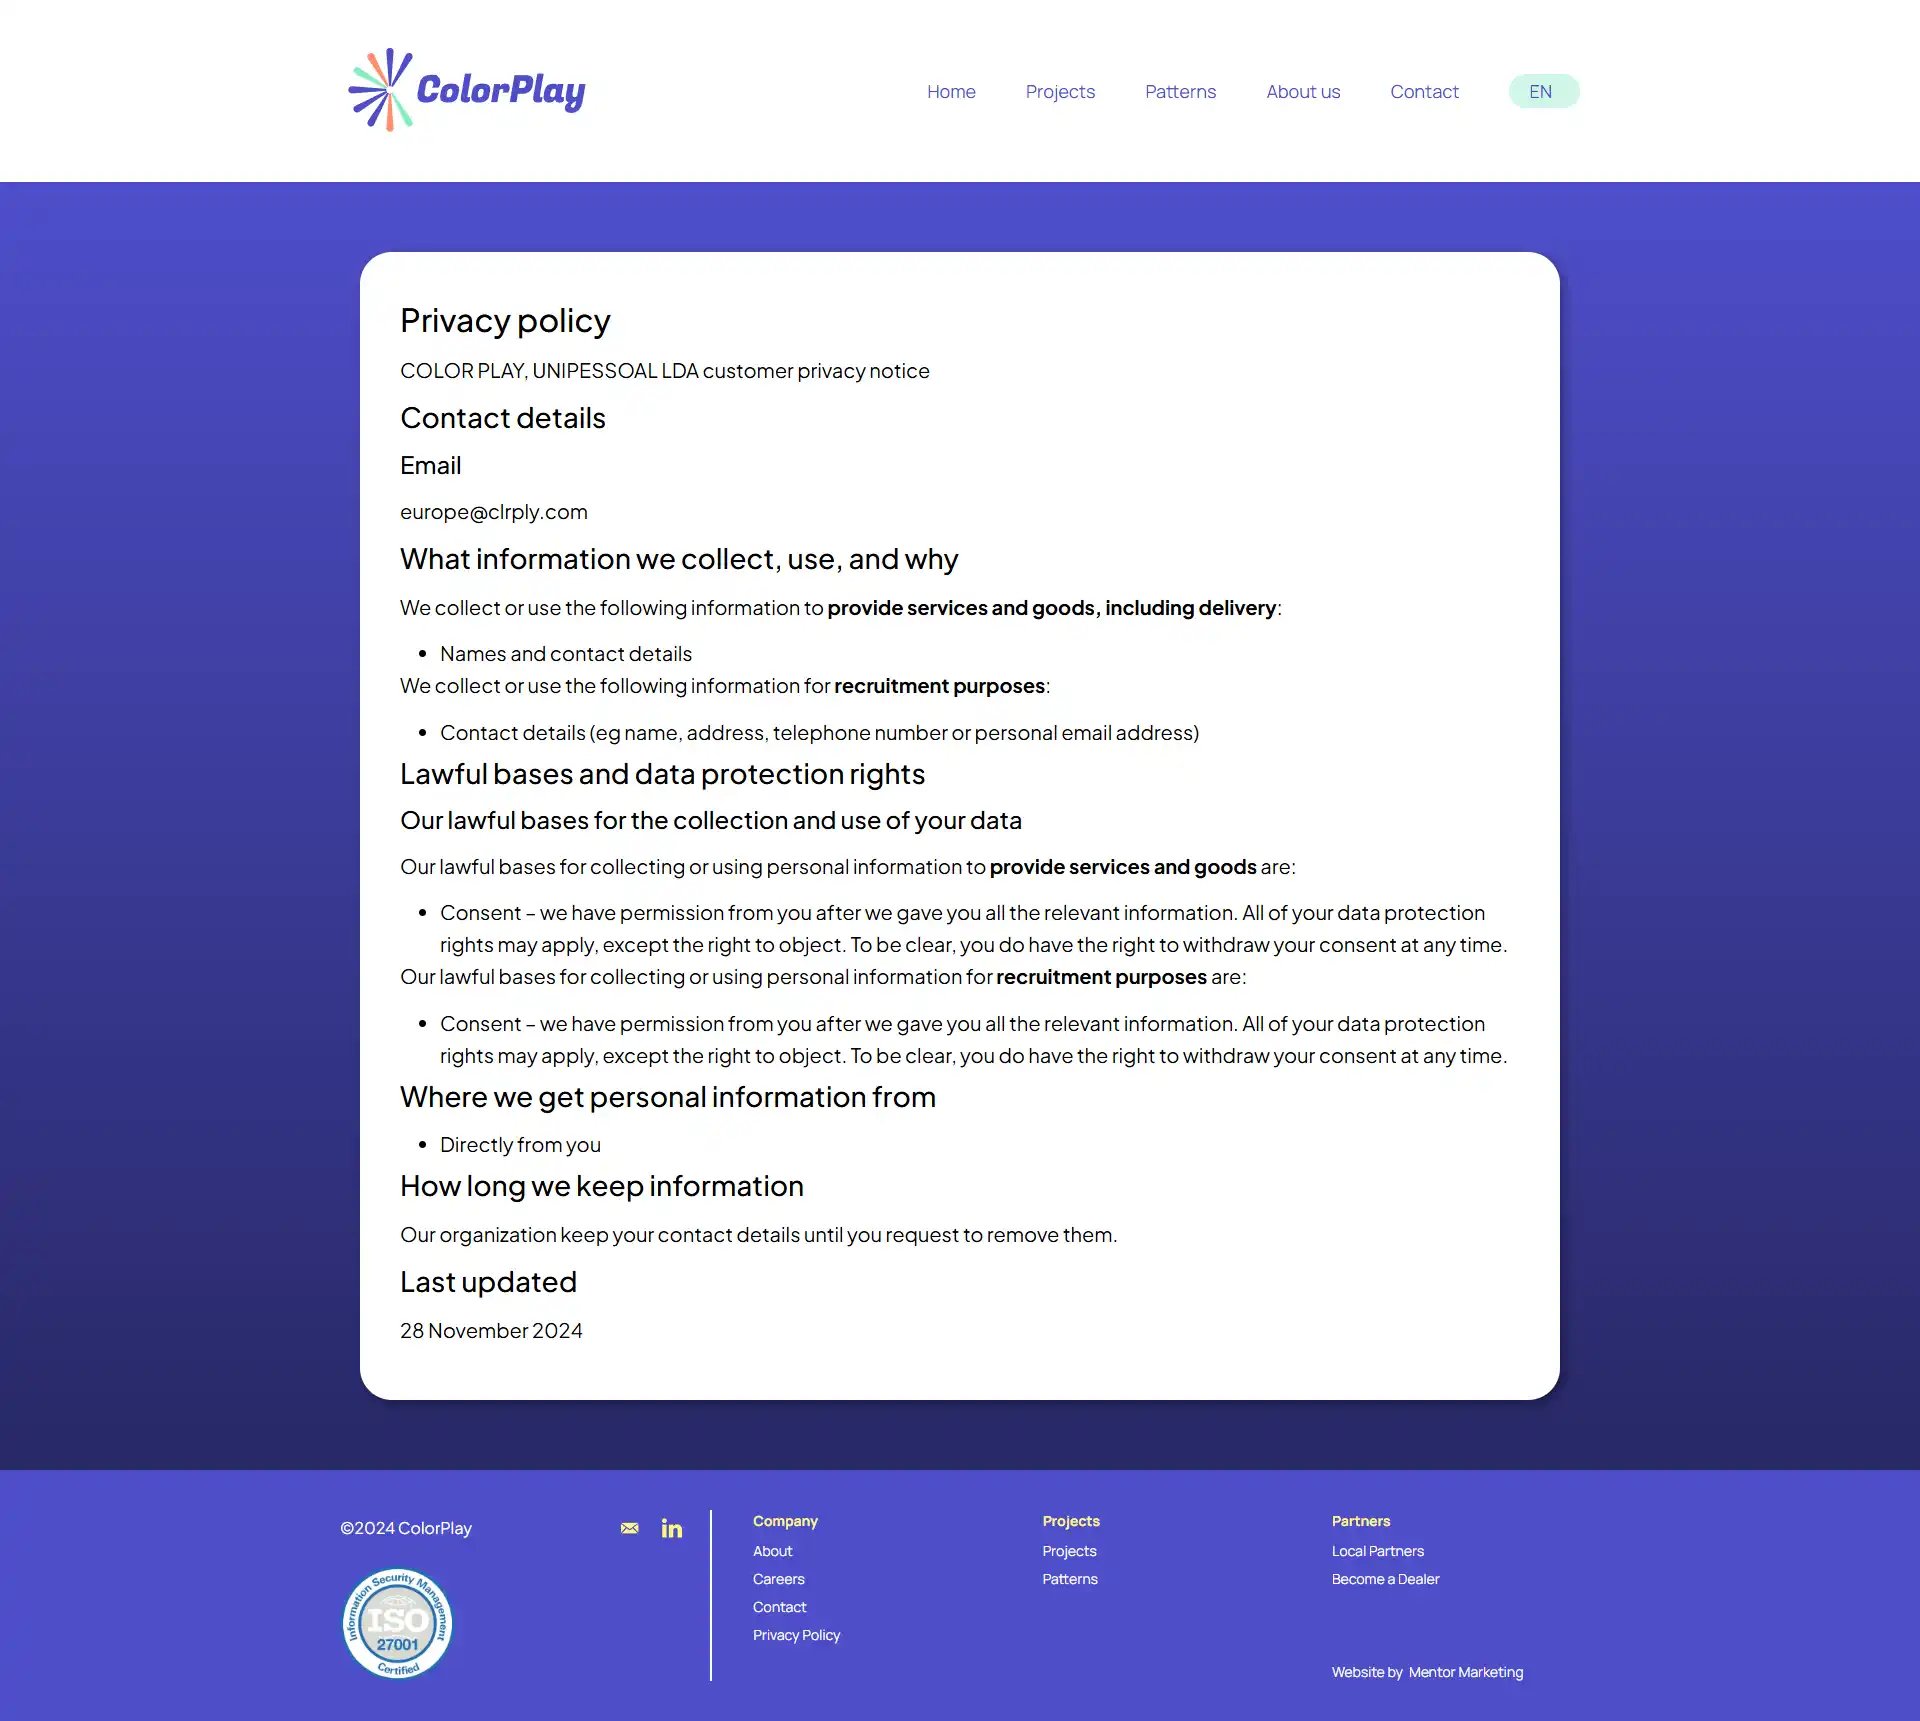 ColorPlay
Home
Projects
Patterns
About us
Contact
EN
Privacy policy
COLOR PLAY, UNIPESSOAL LDA customer privacy notice
Contact details
Email
europe@clrply.com
What information we collect, use, and why
We collect or use the following information to provide services and goods, including delivery:
• Names and contact details
We collect or use the following information for recruitment purposes:
• Contact details (eg name, address, telephone number or personal email address)
Lawful bases and data protection rights
Our lawful bases for the collection and use of your data
Our lawful bases for collecting or using personal information to provide services and goods are:
• Consent – we have permission from you after we gave you all the relevant information. All of your data protection
rights may apply, except the right to object. To be clear, you do have the right to withdraw your consent at any time.
Our lawful bases for collecting or using personal information for recruitment purposes are:
• Consent – we have permission from you after we gave you all the relevant information. All of your data protection
rights may apply, except the right to object. To be clear, you do have the right to withdraw your consent at any time.
Where we get personal information from
• Directly from you
How long we keep information
Our organization keep your contact details until you request to remove them.
Last updated
28 November 2024
©2024 ColorPlay
in
Information Security Management
ISO
27001
Certified
Company
About
Careers
Contact
Privacy Policy
Projects
Projects
Patterns
Partners
Local Partners
Become a Dealer
Website by Mentor Marketing